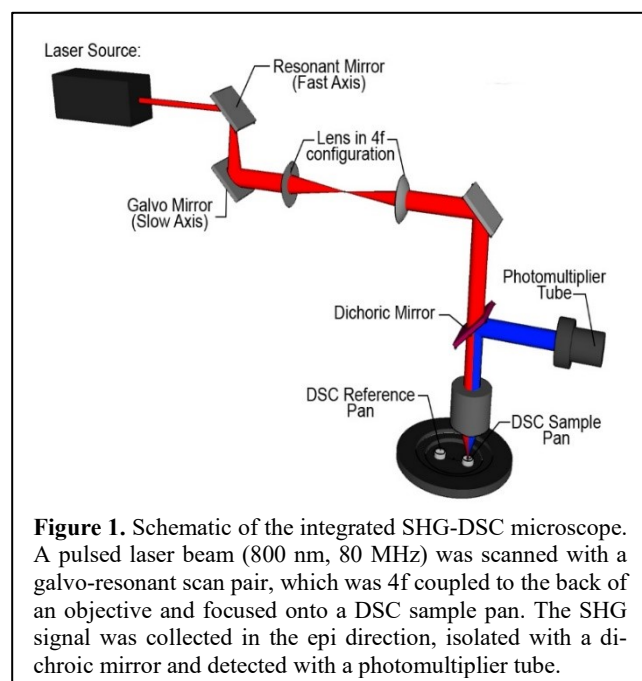 Laser Source:
Resonant Mirror
(Fast Axis)
Lens in 4f
configuration
Galvo Mirror
(Slow Axis)
Photomultiplier
Tube
Dichoric Mirror
DSC Reference
Pan
DSC Sample
Pan
Figure 1. Schematic of the integrated SHG-DSC microscope.
A pulsed laser beam (800 nm, 80 MHz) was scanned with a
galvo-resonant scan pair, which was 4f coupled to the back of
an objective and focused onto a DSC sample pan. The SHG
signal was collected in the epi direction, isolated with a di-
chroic mirror and detected with a photomultiplier tube.